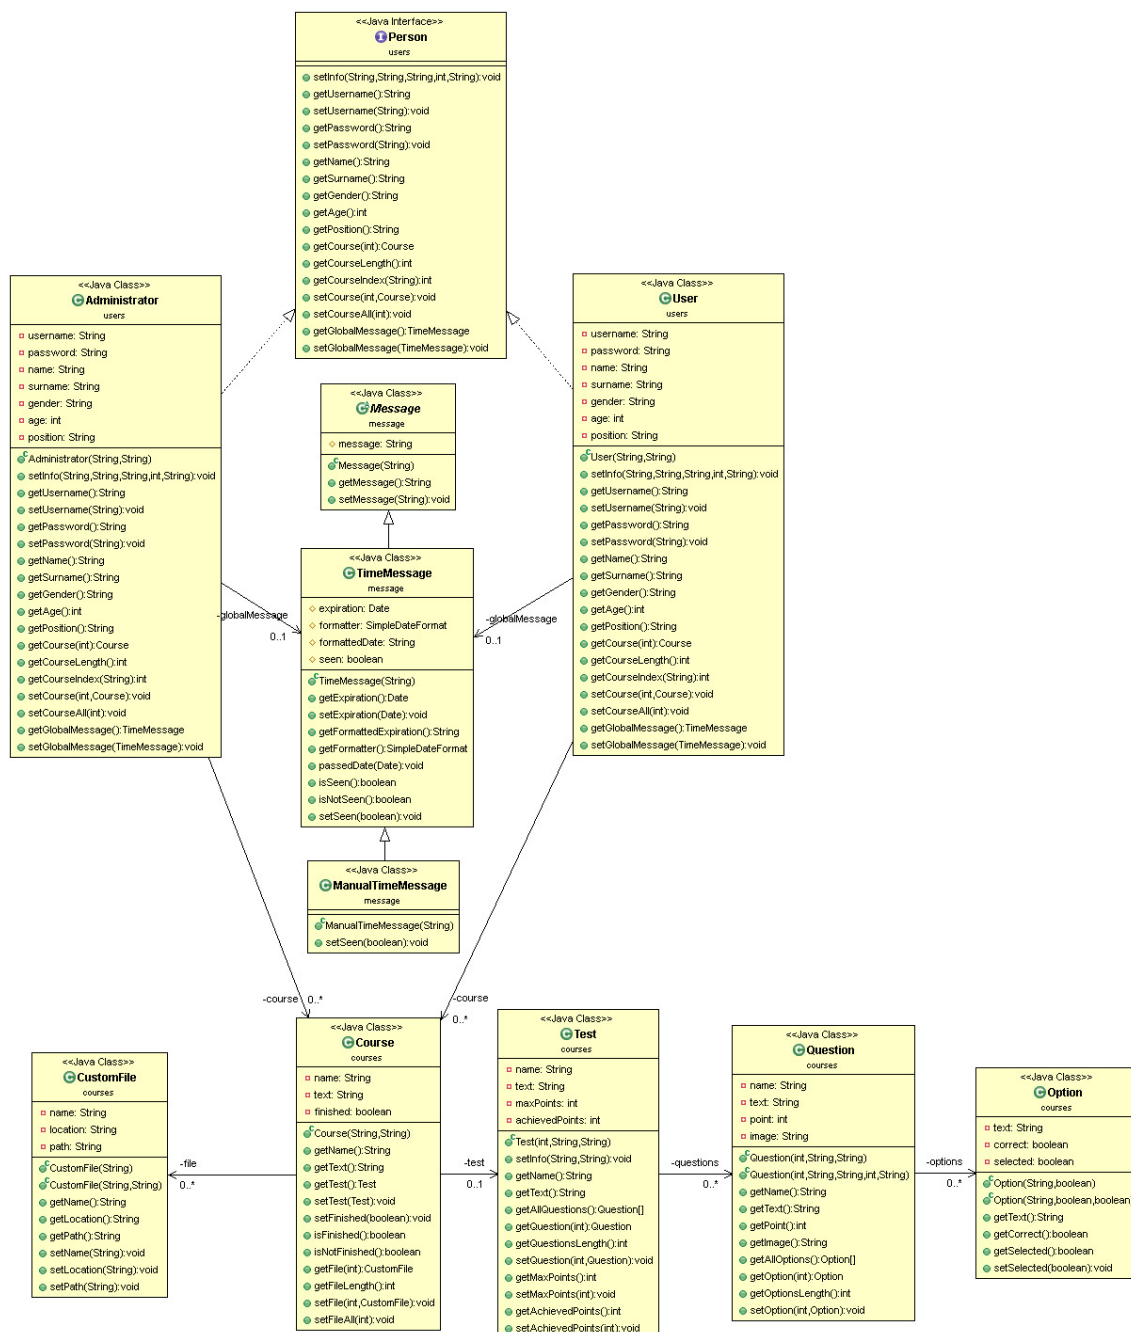 <<Java Interface>>
Person
users
setInfo(String,String,String,int,String):void
getUsername():String
setUsername(String):void
getPassword():String
setPassword(String):void
getName():String
getSurname():String
getGender():String
getAge():int
getPosition():String
getCourse(int):Course
getCourseLength():int
getCourseIndex(String):int
setCourse(int,Course):void
setCourseAll(int):void
getGlobalMessage():TimeMessage
setGlobalMessage(TimeMessage):void
<<Java Class>>
Administrator
users
username: String
password: String
name: String
surname: String
gender: String
age: int
position: String
Administrator(String,String)
setInfo(String,String,String,int,String):void
getUsername():String
setUsername(String):void
getPassword():String
setPassword(String):void
getName():String
getSurname():String
getGender():String
getAge():int
getPosition():String
getCourse(int):Course
getCourseLength():int
getCourseIndex(String):int
setCourse(int,Course):void
setCourseAll(int):void
getGlobalMessage():TimeMessage
setGlobalMessage(TimeMessage):void
<<Java Class>>
User
users
username: String
password: String
name: String
surname: String
gender: String
age: int
position: String
User(String,String)
setInfo(String,String,String,int,String):void
getUsername():String
setUsername(String):void
getPassword():String
setPassword(String):void
getName():String
getSurname():String
getGender():String
getAge():int
getPosition():String
getCourse(int):Course
getCourseLength():int
getCourseIndex(String):int
setCourse(int,Course):void
setCourseAll(int):void
getGlobalMessage():TimeMessage
setGlobalMessage(TimeMessage):void
<<Java Class>>
Message
message
message: String
Message(String)
getMessage():String
setMessage(String):void
<<Java Class>>
TimeMessage
message
expiration: Date
formatter: SimpleDateFormat
formattedDate: String
seen: boolean
TimeMessage(String)
getExpiration():Date
setExpiration(Date):void
getFormattedExpiration():String
getFormatter():SimpleDateFormat
passedDate(Date):void
isSeen():boolean
isNotSeen():boolean
setSeen(boolean):void
-globalMessage
0..1
-globalMessage
0..1
<<Java Class>>
ManualTimeMessage
message
ManualTimeMessage(String)
setSeen(boolean):void
-course 0..*
-course
0..*
<<Java Class>>
CustomFile
courses
name: String
location: String
path: String
CustomFile(String)
CustomFile(String,String)
getName():String
getLocation():String
getPath():String
setName(String):void
setLocation(String):void
setPath(String):void
-file
0..*
<<Java Class>>
Course
courses
name: String
text: String
finished: boolean
Course(String,String)
getName():String
getText():String
getTest():Test
setTest(Test):void
setFinished(boolean):void
isFinished():boolean
isNotFinished():boolean
getFile(int):CustomFile
getFileLength():int
setFile(int,CustomFile):void
setFileAll(int):void
-test
0..1
<<Java Class>>
Test
courses
name: String
text: String
maxPoints: int
achievedPoints: int
Test(int,String,String)
setInfo(String,String):void
getName():String
getText():String
getAllQuestions():Question[]
getQuestion(int):Question
getQuestionsLength():int
setQuestion(int,Question):void
getMaxPoints():int
setMaxPoints(int):void
getAchievedPoints():int
setAchievedPoints(int):void
-questions
0..*
<<Java Class>>
Question
courses
name: String
text: String
point: int
image: String
Question(int,String,String)
Question(int,String,String,int,String)
getName():String
getText():String
getPoint():int
getImage():String
getAllOptions():Option[]
getOption(int):Option
getOptionsLength():int
setOption(int,Option):void
-options
0..*
<<Java Class>>
Option
courses
text: String
correct: boolean
selected: boolean
Option(String,boolean)
Option(String,boolean,boolean)
getText():String
getCorrect():boolean
getSelected():boolean
setSelected(boolean):void